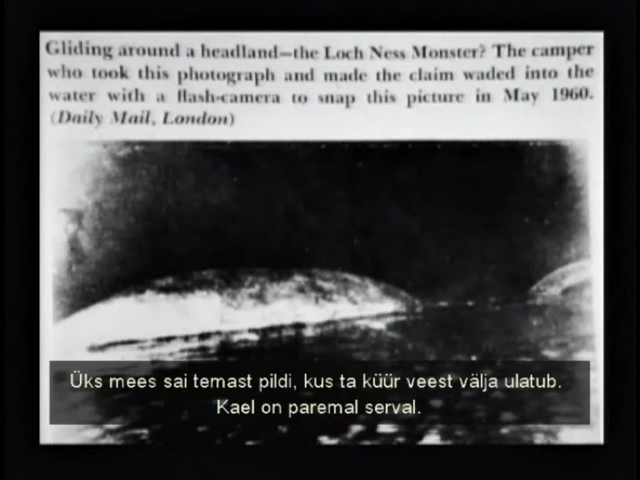 Gliding around a headland—the Loch Ness Monster? The camper
who took this photograph and made the claim waded into the
water with a flash-camera to snap this picture in May 1960.
(Daily Mail, London)
Üks mees sai temast pildi, kus ta küür veest välja ulatub.
Kael on paremal serval.